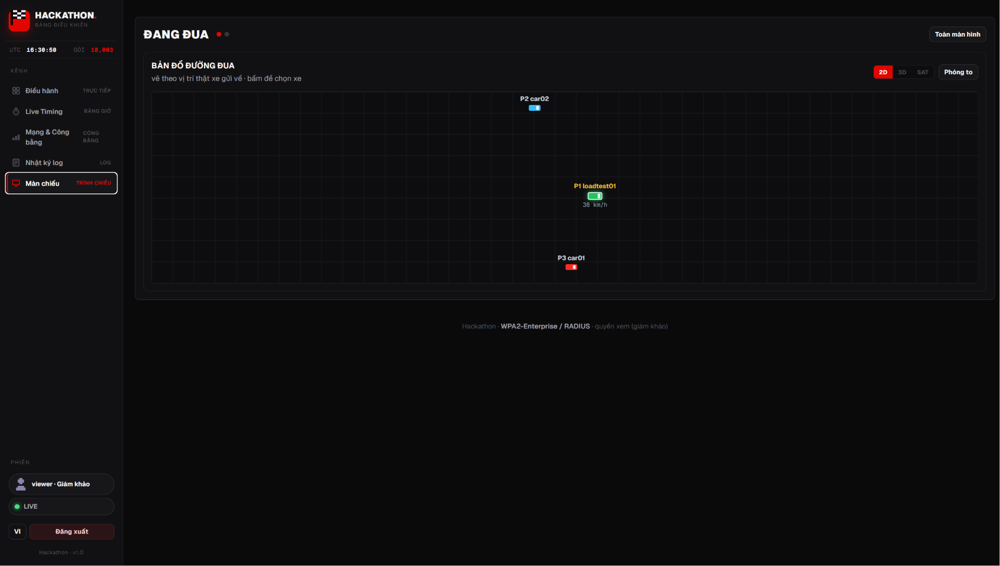 HACKATHON.
BẢNG ĐIỀU KHIỂN
UTC 16:30:50 GÓI 18,003
KÊNH
Điều hành TRỰC TIẾP
Live Timing BẢNG GIỜ
Mạng & Công bằng CÔNG BẰNG
Nhật ký log LOG
Màn chiếu TRÌNH CHIẾU
PHIÊN
viewer · Giám khảo
LIVE
VI Đăng xuất
Hackathon · v1.0
ĐANG ĐUA
Toàn màn hình
BẢN ĐỒ ĐƯỜNG ĐUA
vẽ theo vị trí thật xe gửi về · bấm để chọn xe
2D 3D SAT Phóng to
P2 car02
P1 loadtest01
38 km/h
P3 car01
Hackathon · WPA2-Enterprise / RADIUS · quyền xem (giám khảo)